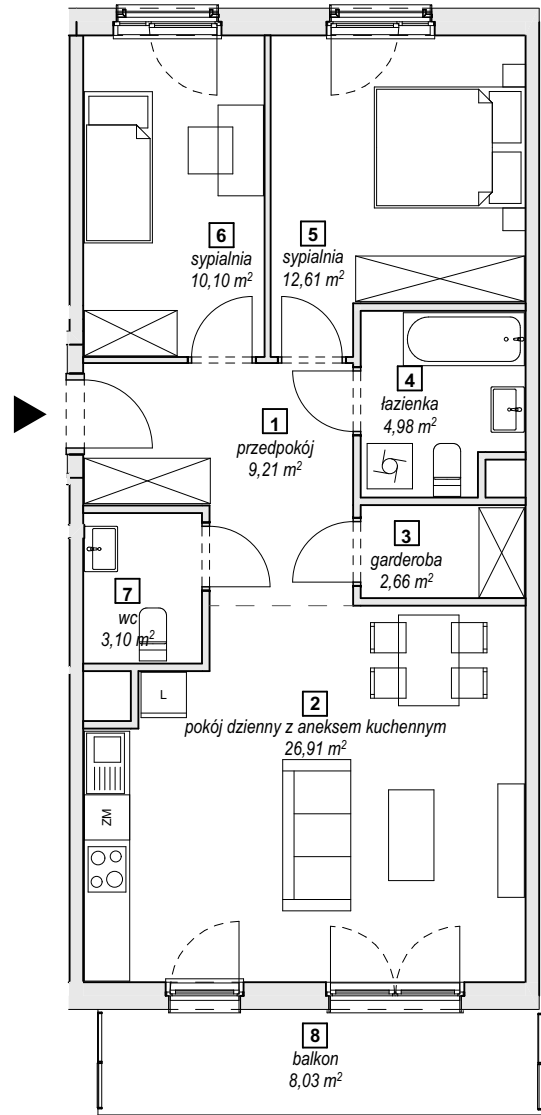 6
sypialnia
10,10 m²
5
sypialnia
12,61 m²
4
łazienka
4,98 m²
1
przedpokój
9,21 m²
3
garderoba
2,66 m²
7
wc
3,10 m²
L
2
pokój dzienny z aneksem kuchennym
26,91 m²
ZM
8
balkon
8,03 m²